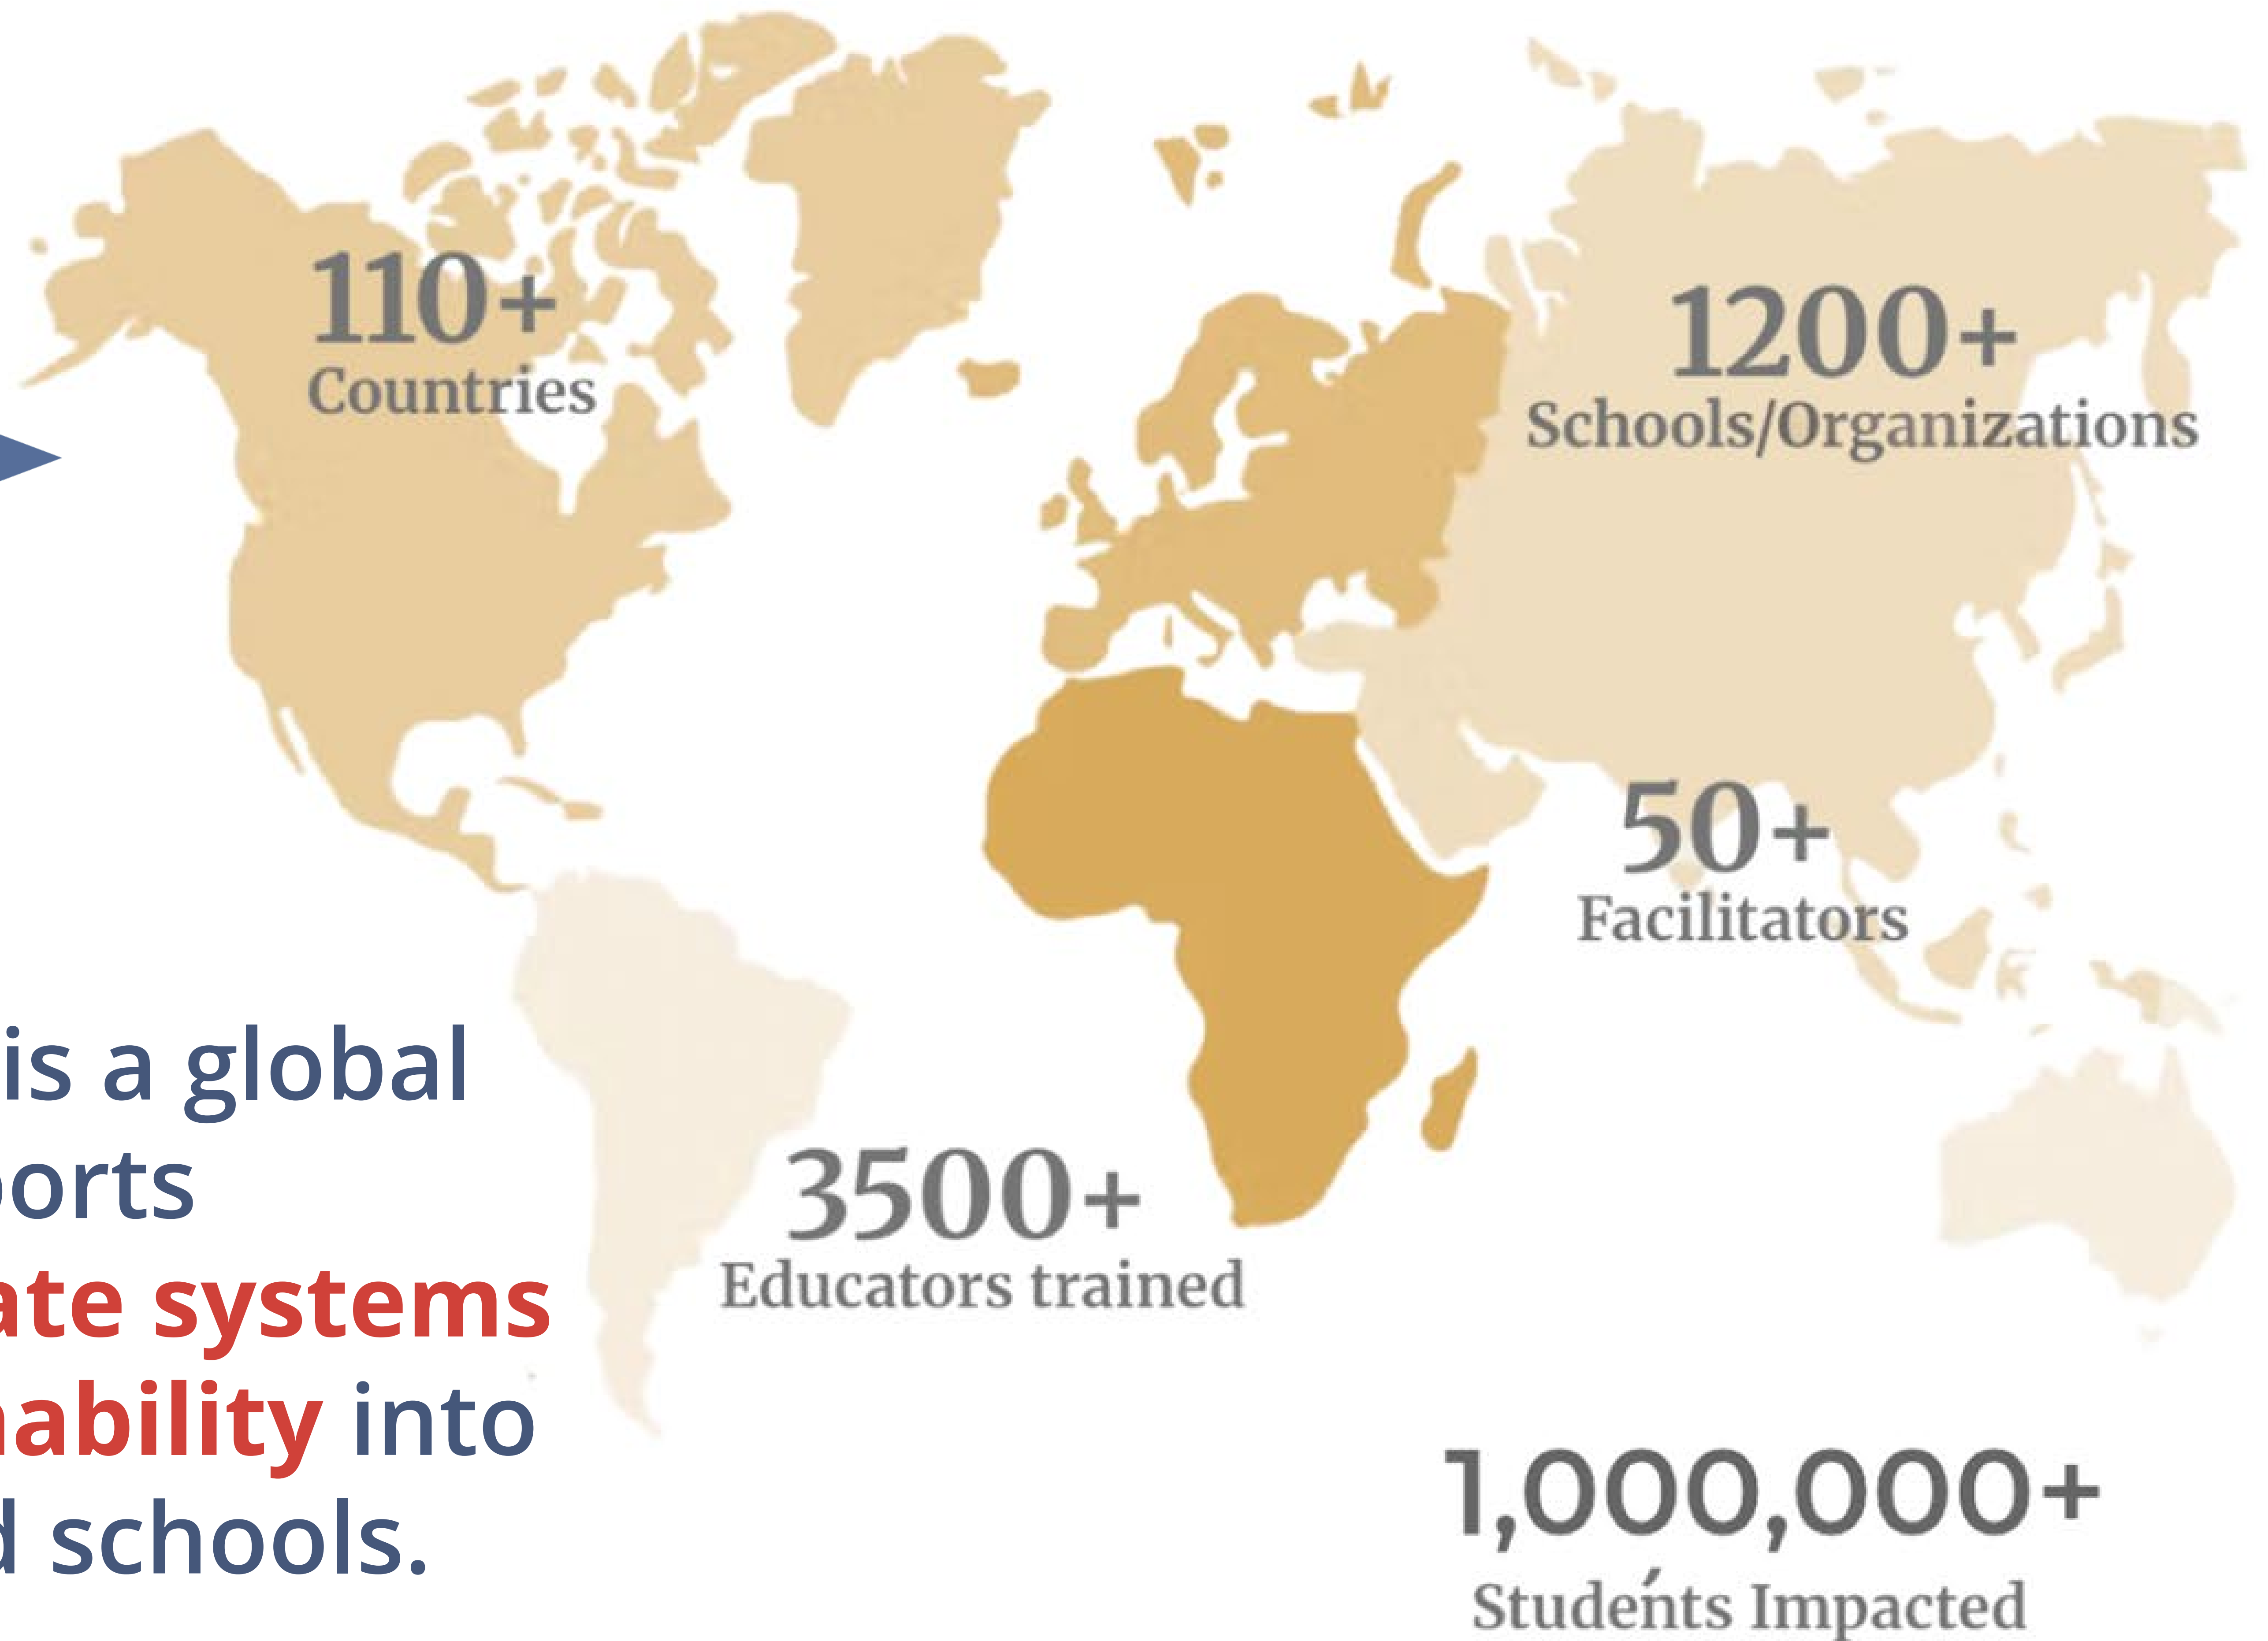 110+
Countries
1200+
Schools/Organizations
50+
Facilitators
is a global
ports
ate systems
ability into
d schools.
3500+
Educators trained
1,000,000+
Students Impacted